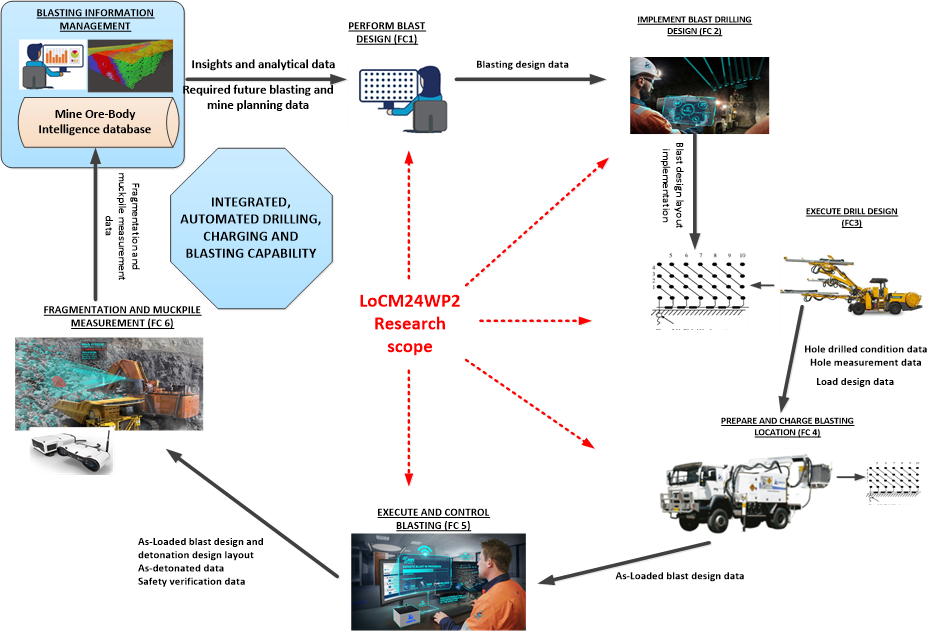 BLASTING INFORMATION
MANAGEMENT
Mine Ore-Body
Intelligence database
Insights and analytical data
Required future blasting and
mine planning data
PERFORM BLAST
DESIGN (FC1)
Blasting design data
IMPLEMENT BLAST DRILLING
DESIGN (FC 2)
Blast design layout
implementation
EXECUTE DRILL DESIGN
(FC3)
5 6 7 8 9 10
4
3
2
1
Hole drilled condition data
Hole measurement data
Load design data
PREPARE AND CHARGE BLASTING
LOCATION (FC 4)
As-Loaded blast design data
EXECUTE AND CONTROL
BLASTING (FC 5)
As-Loaded blast design and
detonation design layout
As-detonated data
Safety verification data
FRAGMENTATION AND MUCKPILE
MEASUREMENT (FC 6)
Fragmentation and
muckpile measurement
data
INTEGRATED,
AUTOMATED DRILLING,
CHARGING AND
BLASTING CAPABILITY
LoCM24WP2
Research
scope